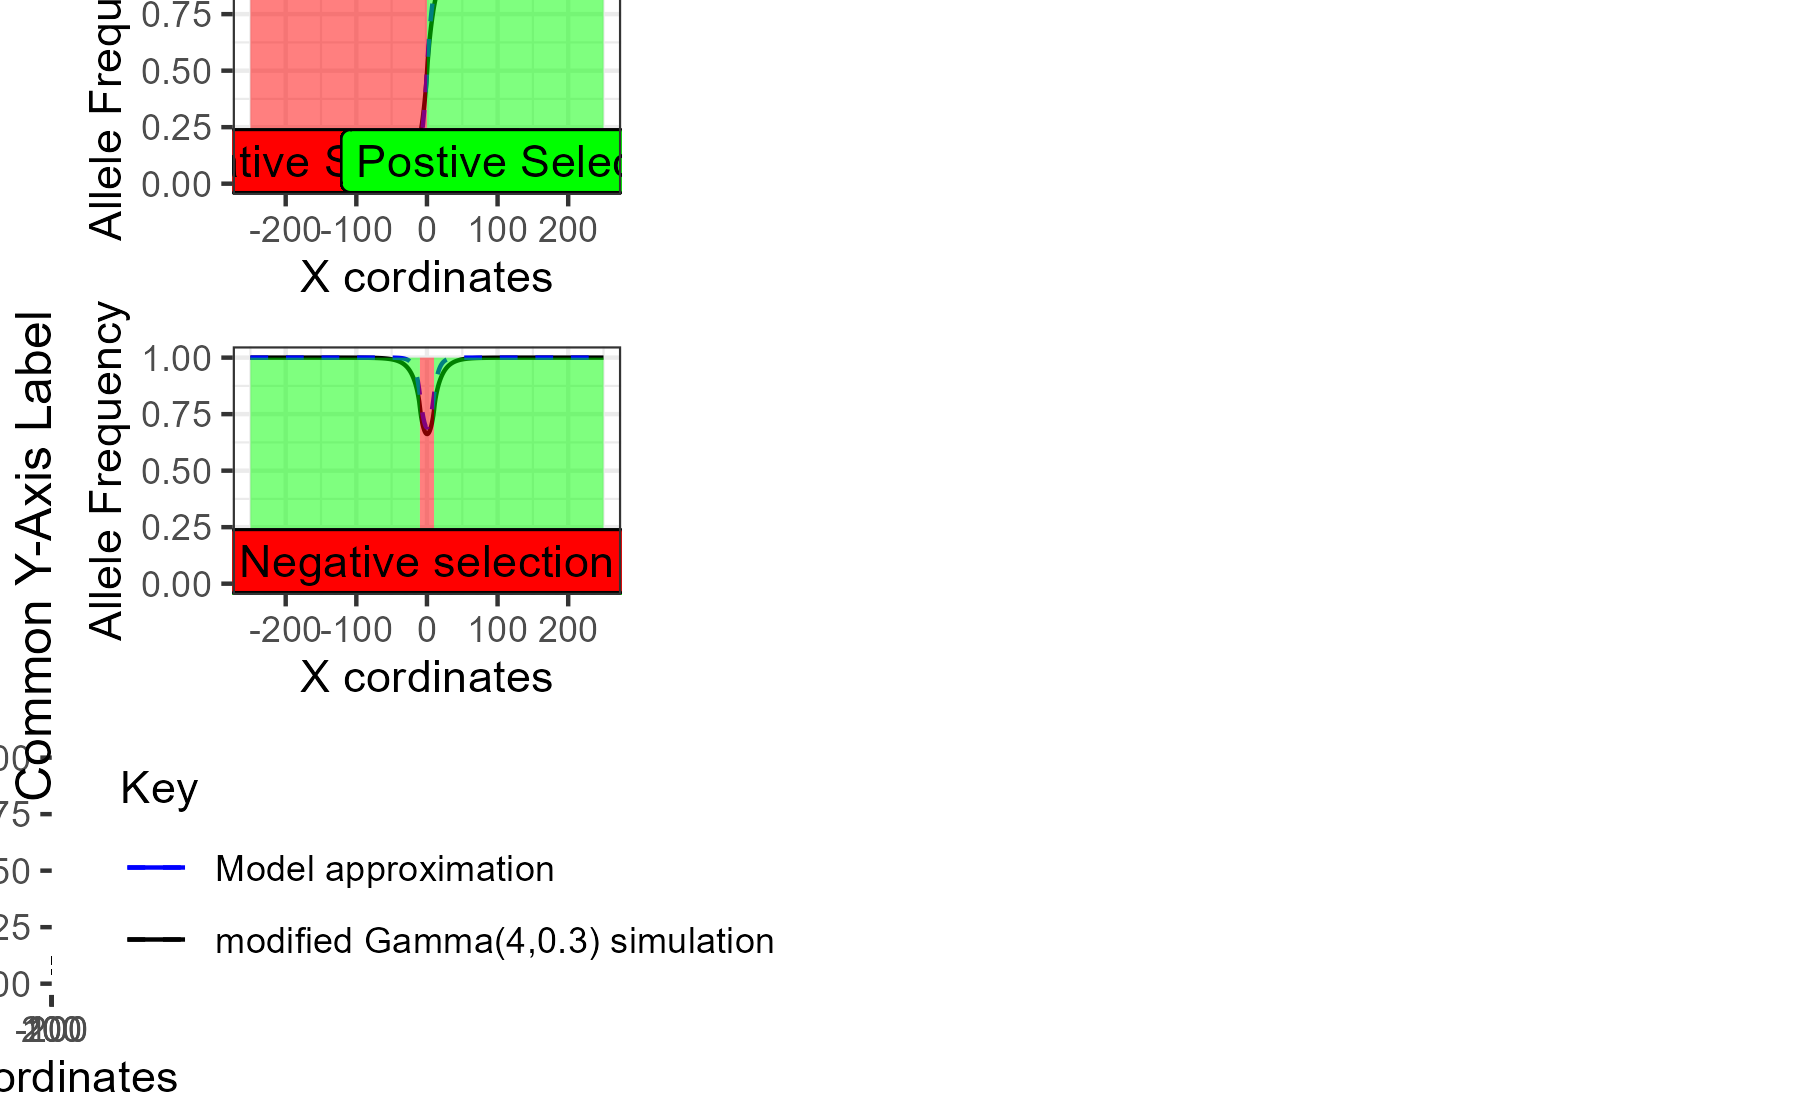 0.75
0.50
0.25
0.00
Allele Frequ
tive S
Postive Selec
-200 -100 0 100 200
X cordinates
Common Y-Axis Label
Allele Frequency
1.00
0.75
0.50
0.25
0.00
Negative selection
-200 -100 0 100 200
X cordinates
00
75
50
25
00
Key
Model approximation
modified Gamma(4,0.3) simulation
ordinates